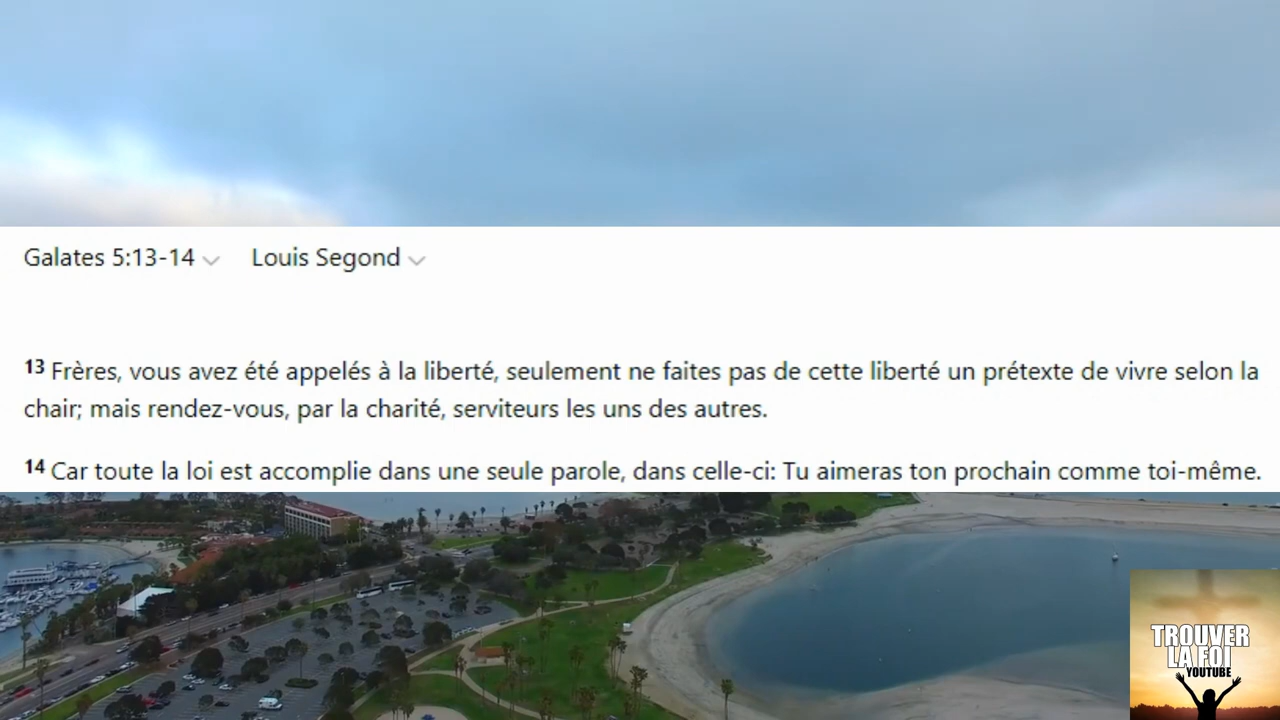 Galates 5:13-14 Louis Segond
13 Frères, vous avez été appelés à la liberté, seulement ne faites pas de cette liberté un prétexte de vivre selon la
chair; mais rendez-vous, par la charité, serviteurs les uns des autres.
14 Car toute la loi est accomplie dans une seule parole, dans celle-ci: Tu aimeras ton prochain comme toi-même.
TROUVER
LA FOI
YOUTUBE